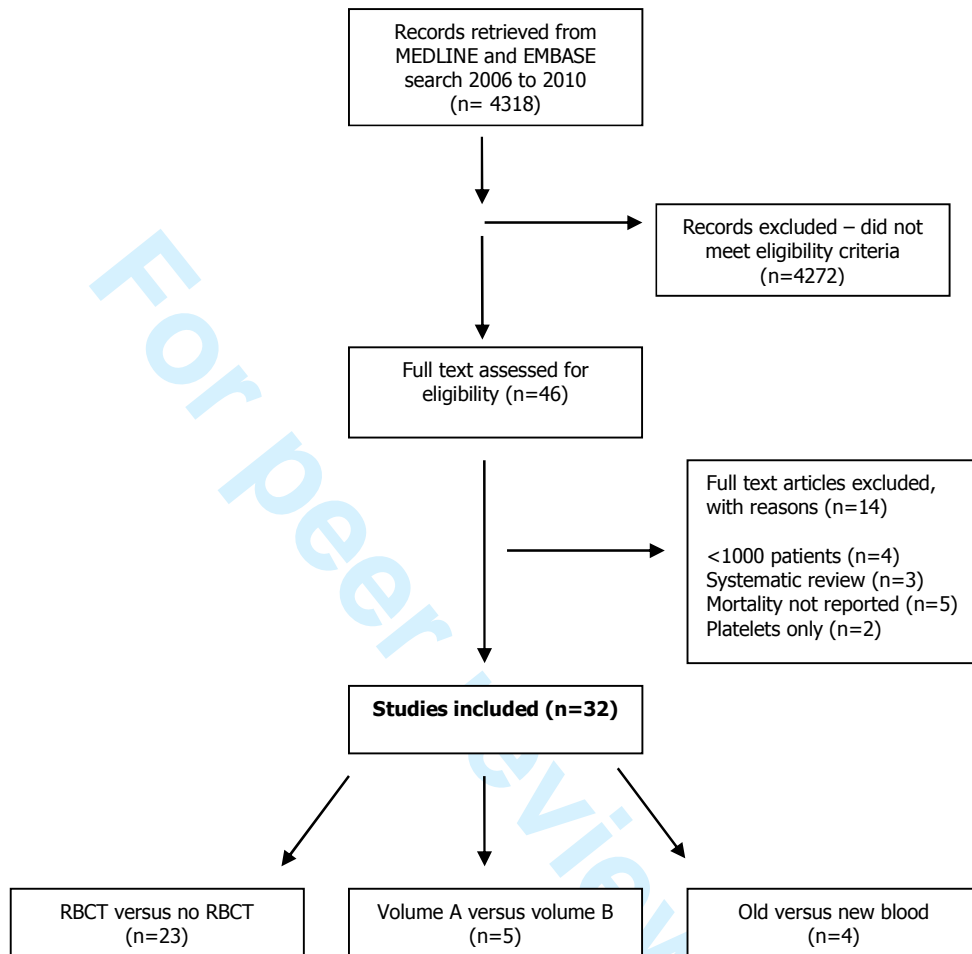 Records retrieved from
MEDLINE and EMBASE
search 2006 to 2010
(n= 4318)
Records excluded – did not
meet eligibility criteria
(n=4272)
Full text assessed for
eligibility (n=46)
Full text articles excluded,
with reasons (n=14)
<1000 patients (n=4)
Systematic review (n=3)
Mortality not reported (n=5)
Platelets only (n=2)
Studies included (n=32)
RBCT versus no RBCT
(n=23)
Volume A versus volume B
(n=5)
Old versus new blood
(n=4)
For peer review